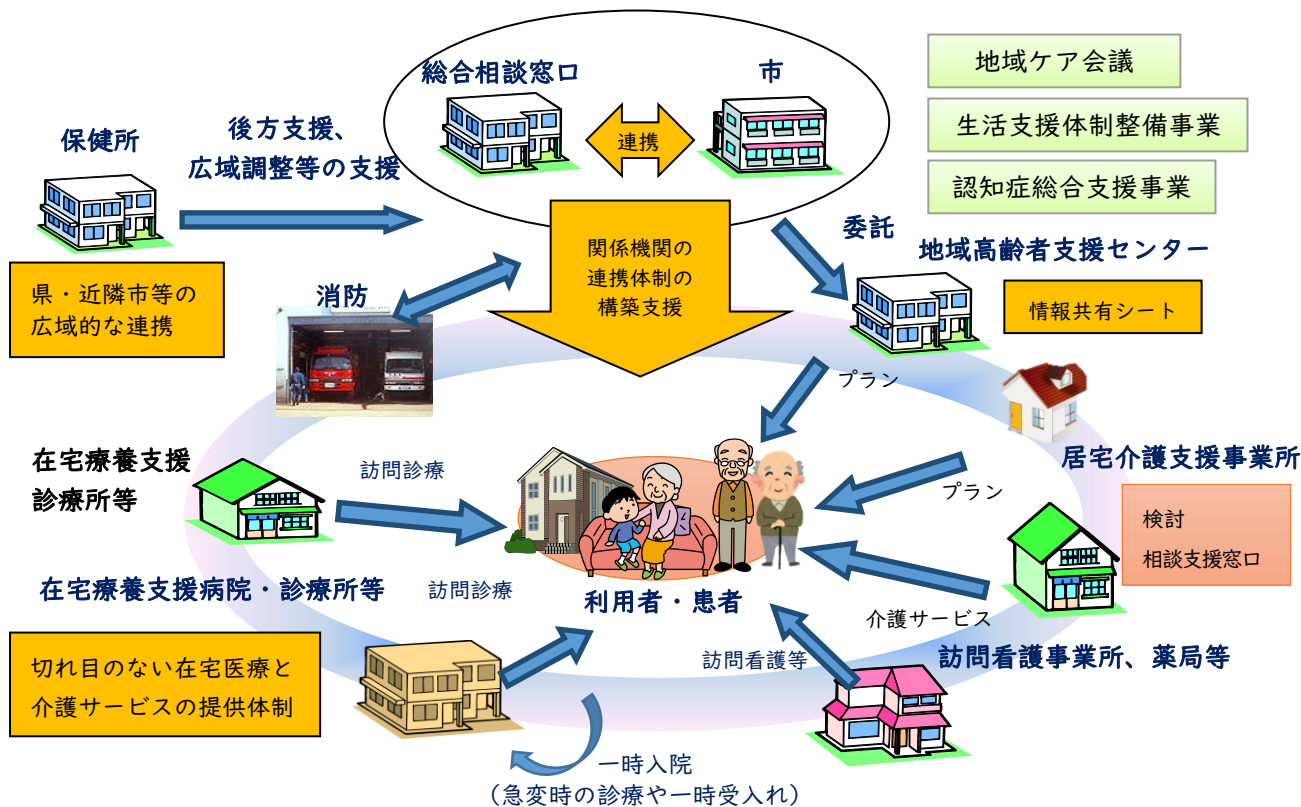 総合相談窓口
市
連携
地域ケア会議
生活支援体制整備事業
認知症総合支援事業
保健所
後方支援、
広域調整等の支援
県・近隣市等の
広域的な連携
消防
関係機関の
連携体制の
構築支援
委託
地域高齢者支援センター
情報共有シート
プラン
在宅療養支援
診療所等
訪問診療
居宅介護支援事業所
プラン
検討
相談支援窓口
在宅療養支援病院・診療所等
訪問診療
利用者・患者
介護サービス
切れ目のない在宅医療と
介護サービスの提供体制
訪問看護等
訪問看護事業所、薬局等
一時入院
(急変時の診療や一時受入れ)